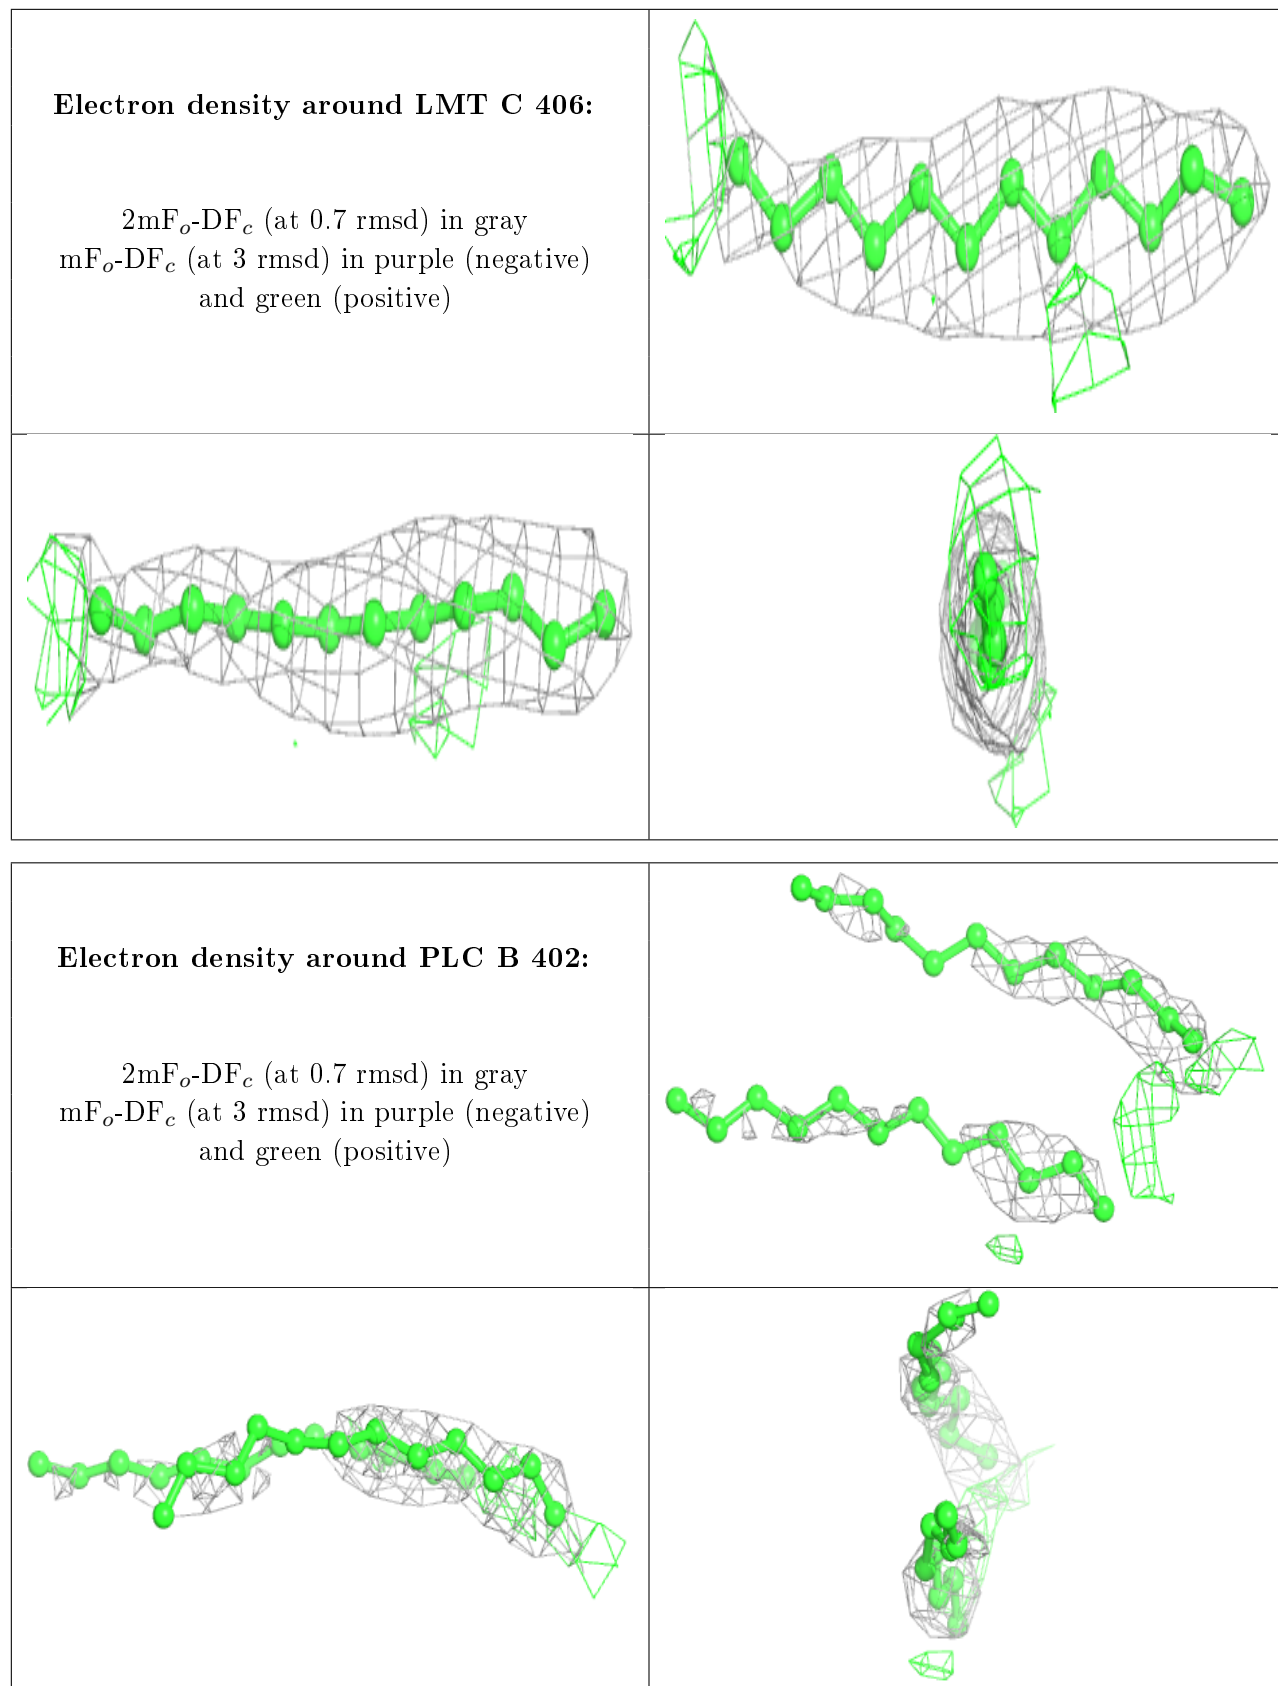 Electron density around LMT C 406:
2mFo-DFc (at 0.7 rmsd) in gray
mFo-DFc (at 3 rmsd) in purple (negative)
and green (positive)
Electron density around PLC B 402:
2mFo-DFc (at 0.7 rmsd) in gray
mFo-DFc (at 3 rmsd) in purple (negative)
and green (positive)